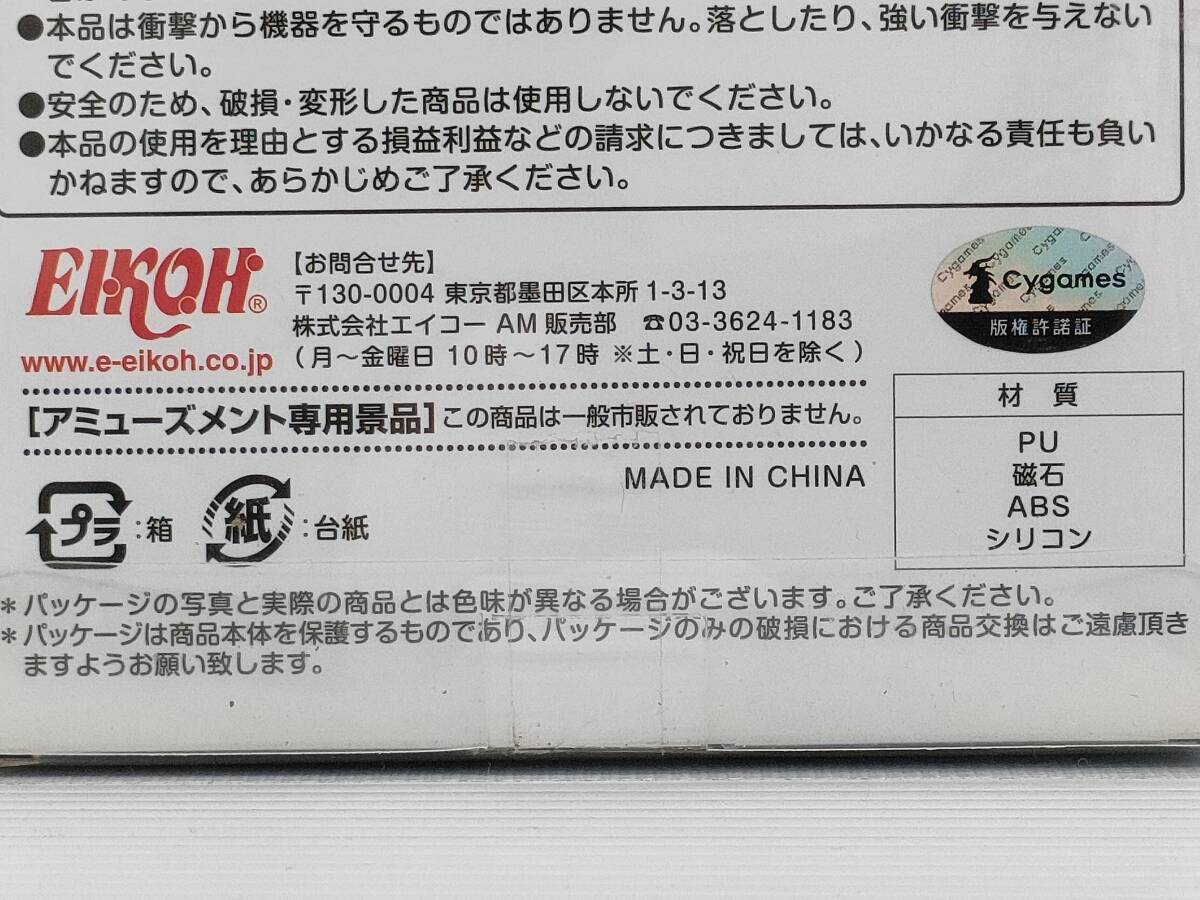 ●本品は衝撃から機器を守るものではありません。落としたり、強い衝撃を与えない
でください。
●安全のため、破損・変形した商品は使用しないでください。
●本品の使用を理由とする損益利益などの請求につきましては、いかなる責任も負い
かねますので、あらかじめご了承ください。
EIKOH®
www.e-eikoh.co.jp
【お問合せ先】
〒130-0004 東京都墨田区本所1-3-13
株式会社エイコー AM販売部 ☎03-3624-1183
(月〜金曜日 10時〜17時 ※土・日・祝日を除く)
Cygames
版権許諾証
[アミューズメント専用景品]この商品は一般市販されておりません。
MADE IN CHINA
材質
PU
磁石
ABS
シリコン
プラ:箱
紙:台紙
*パッケージの写真と実際の商品とは色味が異なる場合がございます。ご了承ください。
*パッケージは商品本体を保護するものであり、パッケージのみの破損における商品交換はご遠慮頂き
ますようお願い致します。